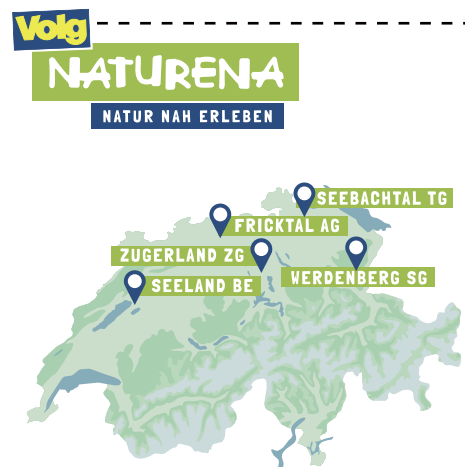 Volg
NATURENA
NATUR NAH ERLEBEN
SEEBACHTAL TG
FRICKTAL AG
ZUGERLAND ZG
WERDENBERG SG
SEELAND BE